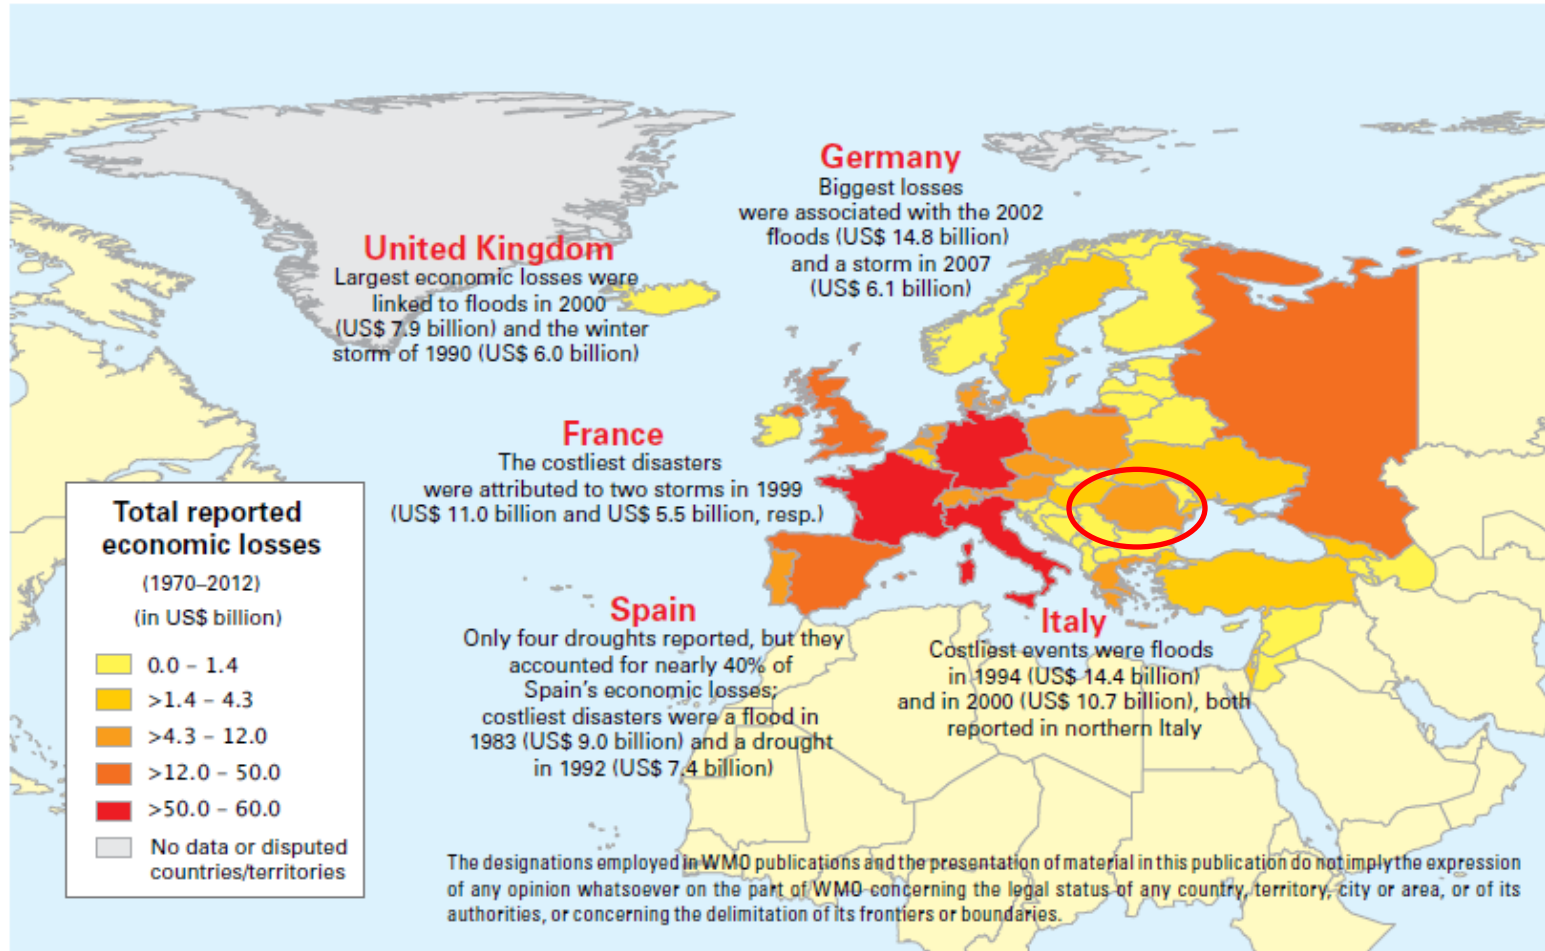 Germany
Biggest losses
were associated with the 2002
floods (US$ 14.8 billion)
and a storm in 2007
(US$ 6.1 billion)
United Kingdom
Largest economic losses were
linked to floods in 2000
(US$ 7.9 billion) and the winter
storm of 1990 (US$ 6.0 billion)
France
The costliest disasters
were attributed to two storms in 1999
(US$ 11.0 billion and US$ 5.5 billion, resp.)
Spain
Only four droughts reported, but they
accounted for nearly 40% of
Spain's economic losses;
costliest disasters were a flood in
1983 (US$ 9.0 billion) and a drought
in 1992 (US$ 7.4 billion)
Italy
Costliest events were floods
in 1994 (US$ 14.4 billion)
and in 2000 (US$ 10.7 billion), both
reported in northern Italy
Total reported
economic losses
(1970–2012)
(in US$ billion)
0.0 – 1.4
>1.4 – 4.3
>4.3 – 12.0
>12.0 – 50.0
>50.0 – 60.0
No data or disputed
countries/territories
The designations employed in WMO publications and the presentation of material in this publication do not imply the expression
of any opinion whatsoever on the part of WMO concerning the legal status of any country, territory, city or area, or of its
authorities, or concerning the delimitation of its frontiers or boundaries.